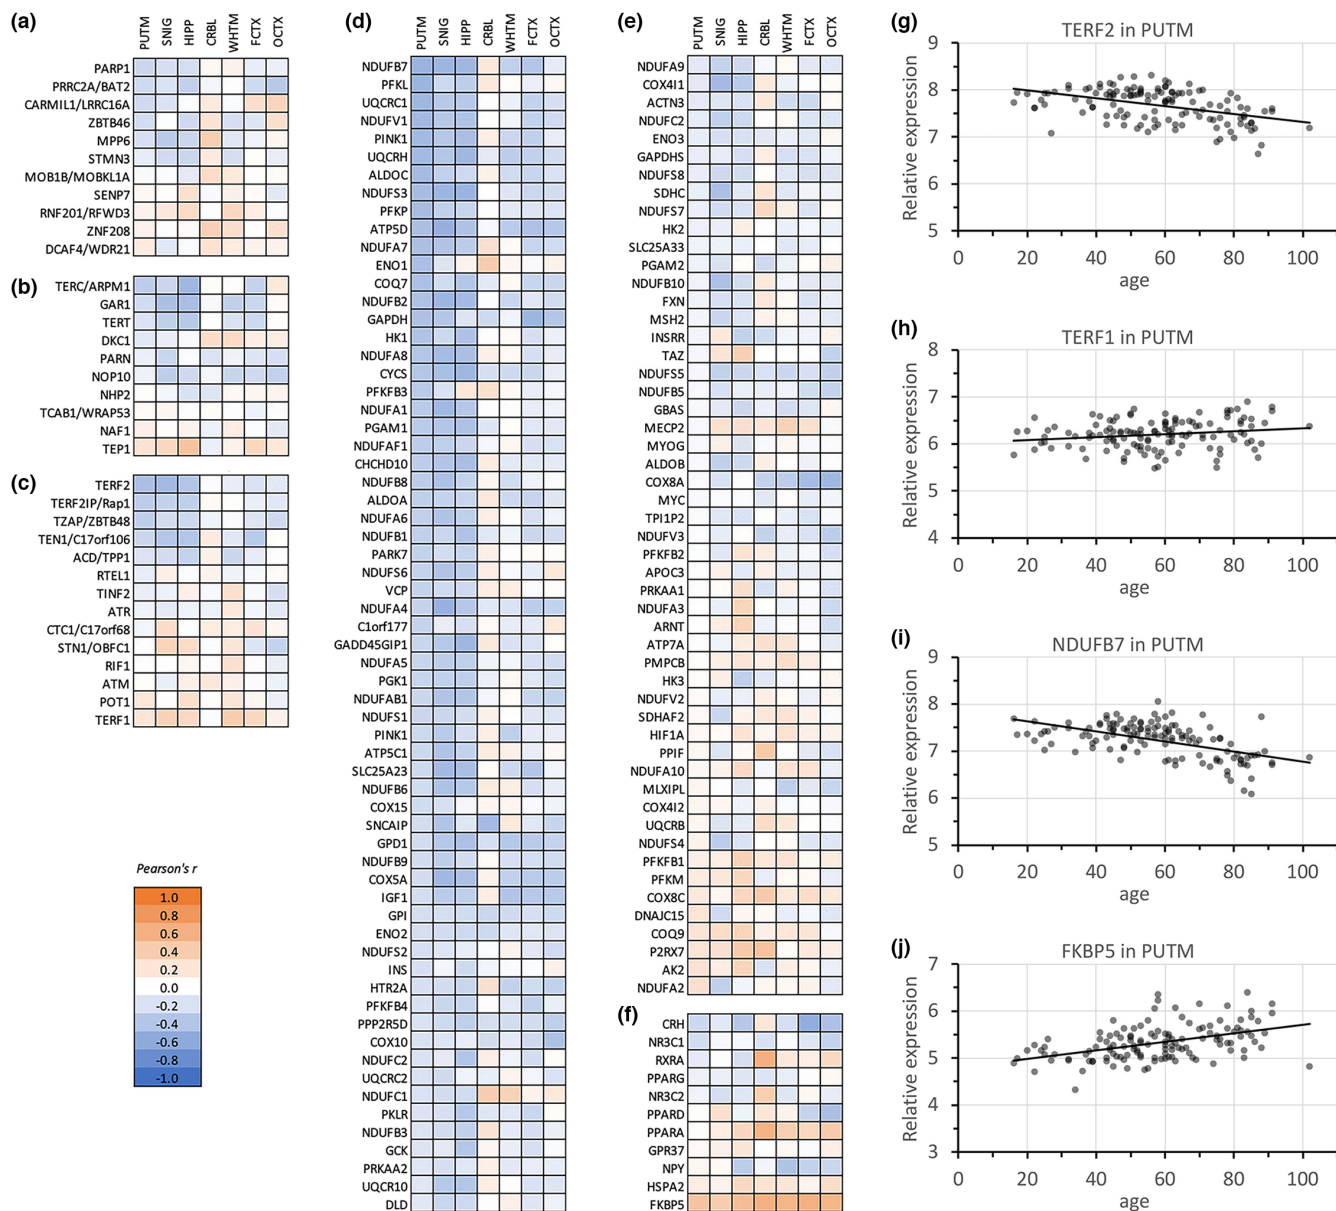 (a)
PUTM SNIG HIPP CRBL WHTM FCTX OCTX
PARP1
PRRC2A/BAT2
CARMIL1/LRRC16A
ZBTB46
MPP6
STMN3
MOB1B/MOBKL1A
SENP7
RNF201/RFWD3
ZNF208
DCAF4/WDR21
(b)
TERC/ARPM1
GAR1
TERT
DKC1
PARN
NOP10
NHP2
TCAB1/WRAP53
NAF1
TEP1
(c)
TERF2
TERF2IP/Rap1
TZAP/ZBTB48
TEN1/C17orf106
ACD/TPP1
RTEL1
TINF2
ATR
CTC1/C17orf68
STN1/OBFC1
RIF1
ATM
POT1
TERF1
Pearson's r
1.0
0.8
0.6
0.4
0.2
0.0
-0.2
-0.4
-0.6
-0.8
-1.0
(d)
PUTM SNIG HIPP CRBL WHTM FCTX OCTX
NDUFB7
PFKL
UQCRC1
NDUFV1
PINK1
UQCRH
ALDOC
NDUFS3
PFKP
ATP5D
NDUFA7
ENO1
COQ7
NDUFB2
GAPDH
HK1
NDUFA8
CYCS
PFKFB3
NDUFA1
PGAM1
NDUFAF1
CHCHD10
NDUFB8
ALDOA
NDUFA6
NDUFB1
PARK7
NDUFS6
VCP
NDUFA4
C1orf177
GADD45GIP1
NDUFA5
PGK1
NDUFAB1
NDUFS1
PINK1
ATP5C1
SLC25A23
NDUFB6
COX15
SNCAIP
GPD1
NDUFB9
COX5A
IGF1
GPI
ENO2
NDUFS2
INS
HTR2A
PFKFB4
PPP2R5D
COX10
NDUFC2
UQCRC2
NDUFC1
PKLR
NDUFB3
GCK
PRKAA2
UQCR10
DLD
(e)
PUTM SNIG HIPP CRBL WHTM FCTX OCTX
NDUFA9
COX4I1
ACTN3
NDUFC2
ENO3
GAPDHS
NDUFS8
SDHC
NDUFS7
HK2
SLC25A33
PGAM2
NDUFB10
FXN
MSH2
INSRR
TAZ
NDUFS5
NDUFB5
GBAS
MECP2
MYOG
ALDOB
COX8A
MYC
TPI1P2
NDUFV3
PFKFB2
APOC3
PRKAA1
NDUFA3
ARNT
ATP7A
PMPCB
HK3
NDUFV2
SDHAF2
HIF1A
PPIF
NDUFA10
MLXIPL
COX4I2
UQCRB
NDUFS4
PFKFB1
PFKM
COX8C
DNAJC15
COQ9
P2RX7
AK2
NDUFA2
(f)
CRH
NR3C1
RXRA
PPARG
NR3C2
PPARD
PPARA
GPR37
NPY
HSPA2
FKBP5
(g)
TERF2 in PUTM
Relative expression
9
8
7
6
5
0 20 40 60 80 100
age
(h)
TERF1 in PUTM
Relative expression
8
7
6
5
4
0 20 40 60 80 100
age
(i)
NDUFB7 in PUTM
Relative expression
9
8
7
6
5
0 20 40 60 80 100
age
(j)
FKBP5 in PUTM
Relative expression
7
6
5
4
3
0 20 40 60 80 100
age